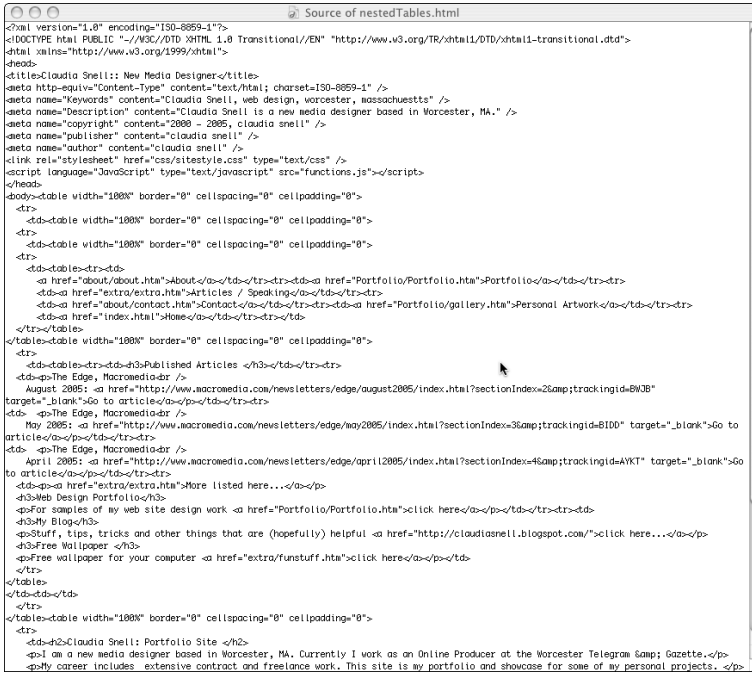 Source of nestedTables.html
<?xml version="1.0" encoding="ISO-8859-1"?>
<!DOCTYPE html PUBLIC "-//W3C//DTD XHTML 1.0 Transitional//EN" "http://www.w3.org/TR/xhtml1/DTD/xhtml1-transitional.dtd">
<html xmlns="http://www.w3.org/1999/xhtml">
<head>
<title>Claudia Snell:: New Media Designer</title>
<meta http-equiv="Content-Type" content="text/html; charset=ISO-8859-1" />
<meta name="Keywords" content="Claudia Snell, web design, worcester, massachuestts" />
<meta name="Description" content="Claudia Snell is a new media designer based in Worcester, MA." />
<meta name="copyright" content="2000 - 2005, claudia snell" />
<meta name="publisher" content="claudia snell" />
<meta name="author" content="claudia snell" />
<link rel="stylesheet" href="css/sitestyle.css" type="text/css" />
<script language="JavaScript" type="text/javascript" src="functions.js"></script>
</head>
<body><table width="100%" border="0" cellspacing="0" cellpadding="0">
<tr>
<td><table width="100%" border="0" cellspacing="0" cellpadding="0">
<tr>
<td><table width="100%" border="0" cellspacing="0" cellpadding="0">
<tr>
<td><table><tr><td>
<a href="about/about.htm">About</a></td></tr><tr><td><a href="Portfolio/Portfolio.htm">Portfolio</a></td></tr><tr>
<td><a href="extra/extra.htm">Articles / Speaking</a></td></tr><tr>
<td><a href="about/contact.htm">Contact</a></td></tr><tr><td><a href="Portfolio/gallery.htm">Personal Artwork</a></td></tr><tr>
<td><a href="index.html">Home</a></td></tr><tr></td>
</tr></table>
</table><table width="100%" border="0" cellspacing="0" cellpadding="0">
<tr>
<td><table><tr><td><h3>Published Articles </h3></td></tr><tr>
<td><p>The Edge, Macromedia<br />
August 2005: <a href="http://www.macromedia.com/newsletters/edge/august2005/index.html?sectionIndex=2&amp;trackingid=BWJB"
target="_blank">Go to article</a></p></td></tr><tr>
<td> <p>The Edge, Macromedia<br />
May 2005: <a href="http://www.macromedia.com/newsletters/edge/may2005/index.html?sectionIndex=3&amp;trackingid=BIDD" target="_blank">Go to
article</a></p></td></tr><tr>
<td> <p>The Edge, Macromedia<br />
April 2005: <a href="http://www.macromedia.com/newsletters/edge/april2005/index.html?sectionIndex=4&amp;trackingid=AYKT" target="_blank">Go
to article</a></p></td></tr><tr>
<td><p><a href="extra/extra.htm">More listed here...</a></p>
<h3>Web Design Portfolio</h3>
<p>For samples of my web site design work <a href="Portfolio/Portfolio.htm">click here</a></p></td></tr><tr><td>
<h3>My Blog</h3>
<p>Stuff, tips, tricks and other things that are (hopefully) helpful <a href="http://claudiasnell.blogspot.com/">click here...</a></p>
<h3>Free Wallpaper </h3>
<p>Free wallpaper for your computer <a href="extra/funstuff.htm">click here</a></p></td>
</tr>
</table>
</td><td></td>
</tr>
</table><table width="100%" border="0" cellspacing="0" cellpadding="0">
<tr>
<td><h2>Claudia Snell: Portfolio Site </h2>
<p>I am a new media designer based in Worcester, MA. Currently I work as an Online Producer at the Worcester Telegram &amp; Gazette.</p>
<p>My career includes extensive contract and freelance work. This site is my portfolio and showcase for some of my personal projects. </p>